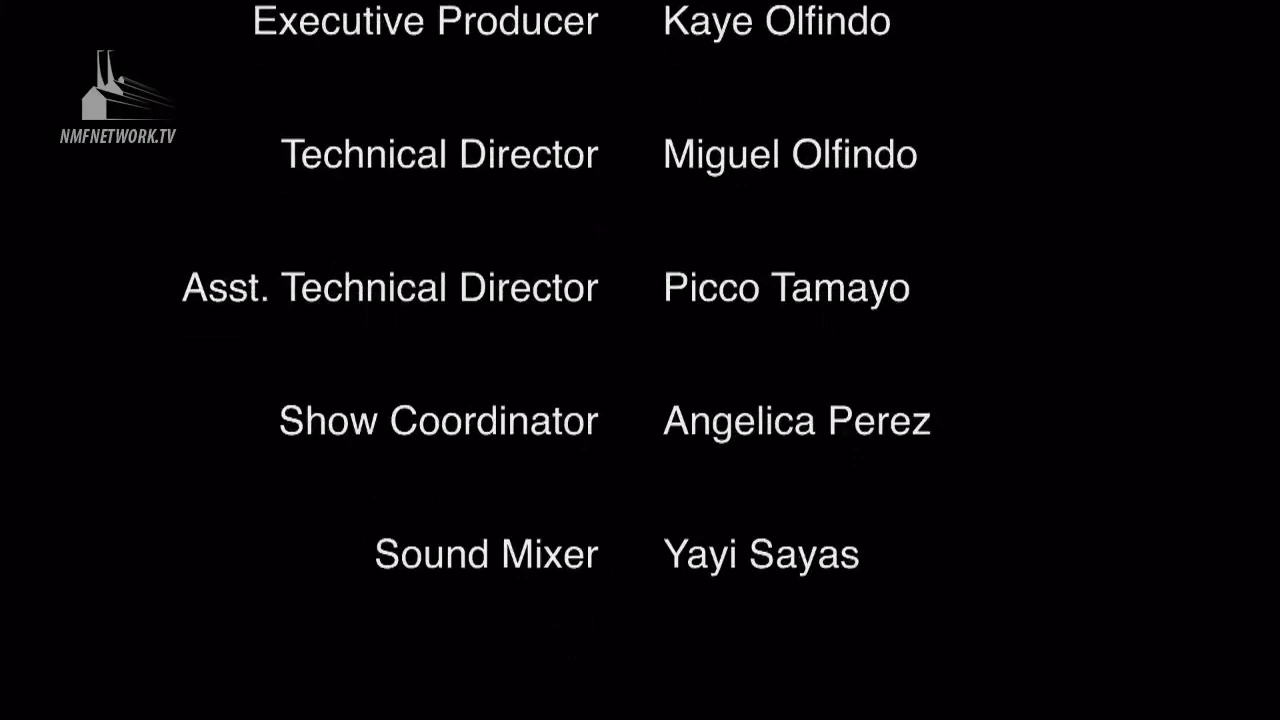 Executive Producer Kaye Olfindo
NMFNETWORK.TV
Technical Director Miguel Olfindo
Asst. Technical Director Picco Tamayo
Show Coordinator Angelica Perez
Sound Mixer Yayi Sayas